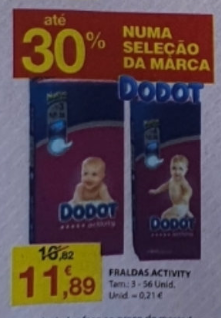 até
30%
NUMA
SELEÇÃO
DA MARCA
DODOT
DODOT
activity
DODOT
16,82
11,89
€
FRALDAS ACTIVITY
Tam.: 3 - 56 Unid.
Unid. = 0,21 €